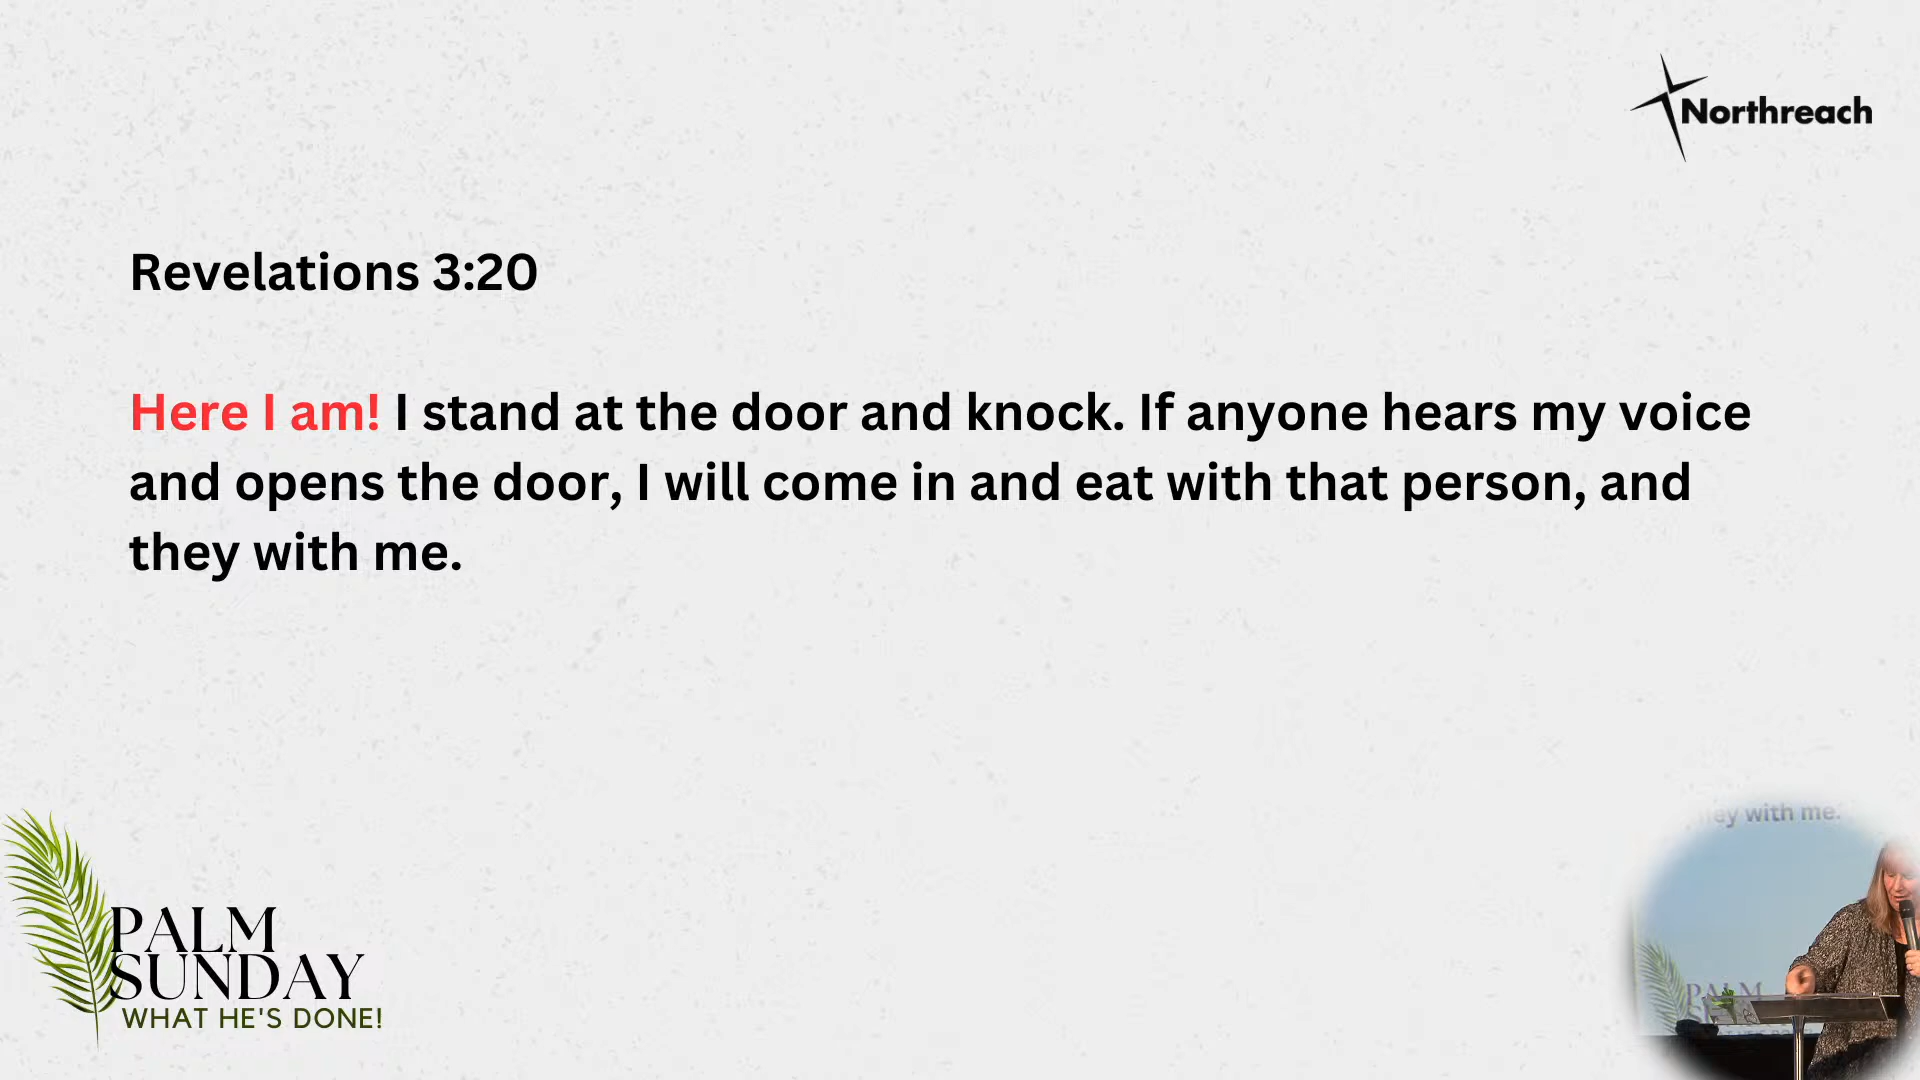 Northreach
Revelations 3:20
Here I am! I stand at the door and knock. If anyone hears my voice
and opens the door, I will come in and eat with that person, and
they with me.
PALM
SUNDAY
WHAT HE'S DONE!
they with me.
PALM